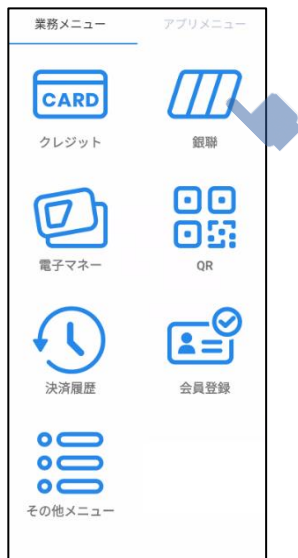 業務メニュー
アプリメニュー
CARD
クレジット
銀聯
電子マネー
QR
決済履歴
会員登録
その他メニュー